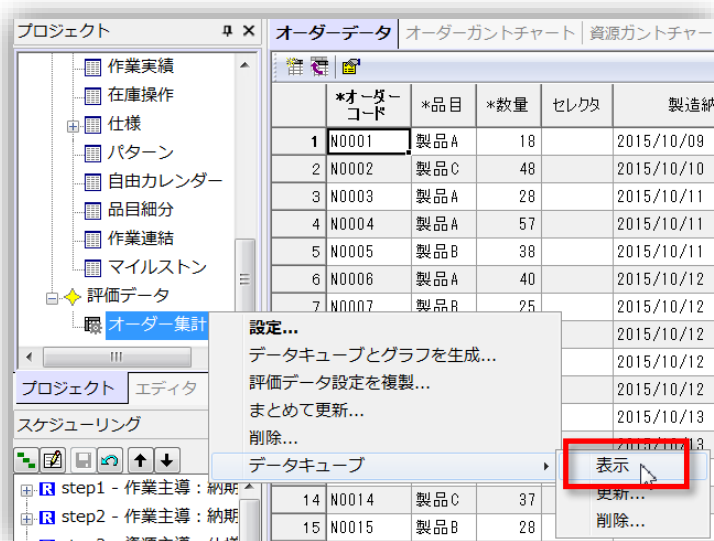 プロジェクト
作業実績
在庫操作
仕様
パターン
自由カレンダー
品目細分
作業連結
マイルストン
評価データ
オーダー集計
プロジェクト エディタ
スケジューリング
step1 - 作業主導：納期
step2 - 作業主導：納期
オーダーデータ オーダーガントチャート 資源ガントチャー
*オーダー
コード *品目 *数量 セレクタ 製造納
1 N0001 製品A 18 2015/10/09
2 N0002 製品C 48 2015/10/10
3 N0003 製品A 28 2015/10/11
4 N0004 製品A 57 2015/10/11
5 N0005 製品B 38 2015/10/11
6 N0006 製品A 40 2015/10/12
7 N0007 製品B 25 2015/10/12
2015/10/12
2015/10/12
2015/10/12
2015/10/13
2015/10/13
14 N0014 製品C 37
15 N0015 製品B 28
設定...
データキューブとグラフを生成...
評価データ設定を複製...
まとめて更新...
削除...
データキューブ
表示
更新...
削除...